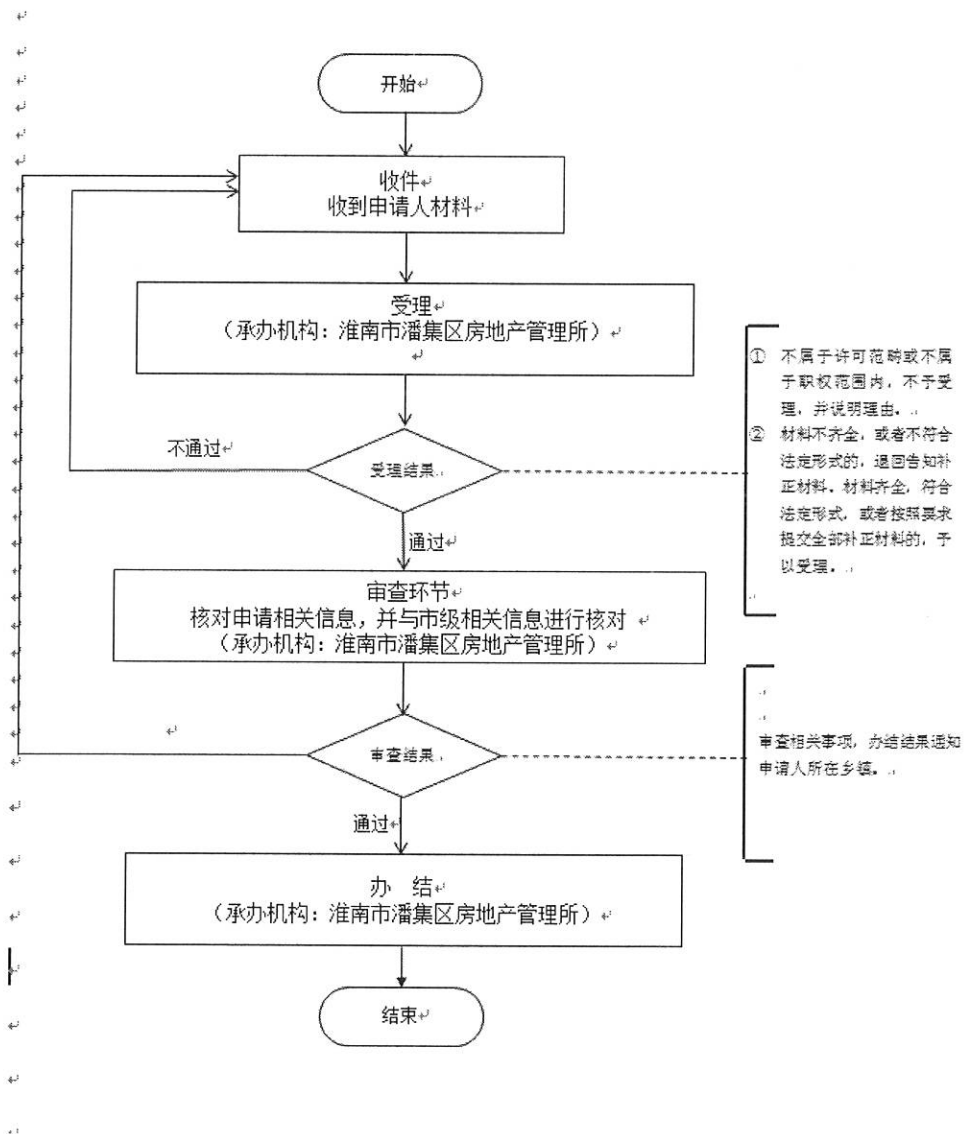 开始
收件
收到申请人材料
受理
（承办机构：淮南市潘集区房地产管理所）
不通过
受理结果
① 不属于许可范畴或不属
于职权范围内，不予受
理，并说明理由。
② 材料不齐全，或者不符合
法定形式的，退回告知补
正材料。材料齐全，符合
法定形式，或者按照要求
提交全部补正材料的，予
以受理。
通过
审查环节
核对申请相关信息，并与市级相关信息进行核对
（承办机构：淮南市潘集区房地产管理所）
审查结果
审查相关事项，办结结果通知
申请人所在乡镇。
通过
办 结
（承办机构：淮南市潘集区房地产管理所）
结束